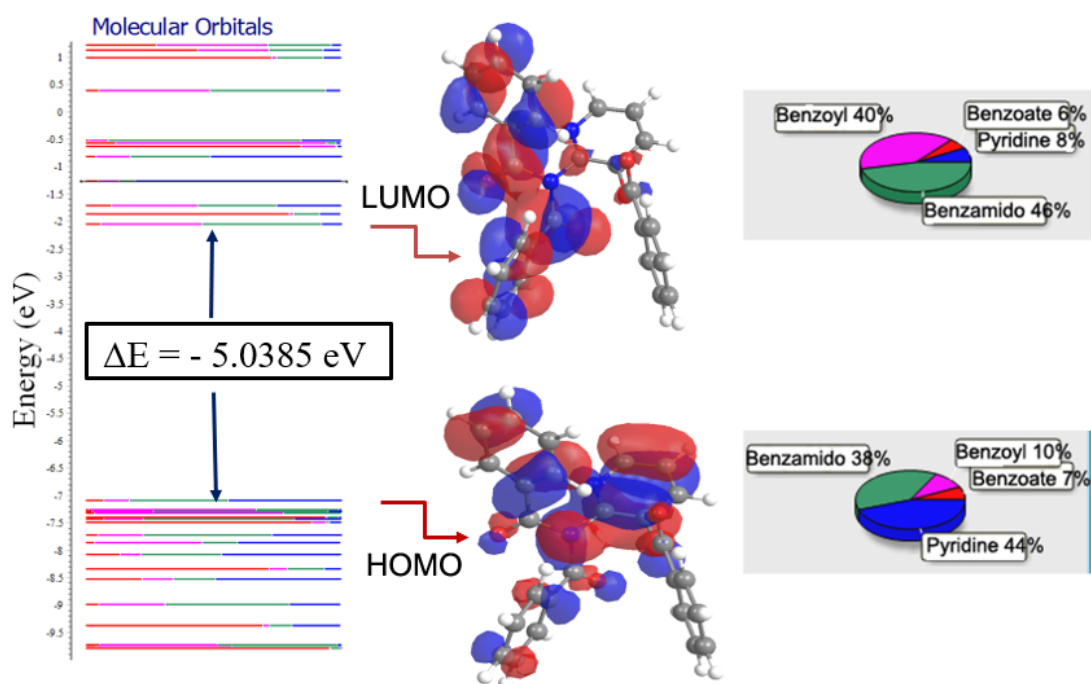 Molecular Orbitals
Energy (eV)
1
0.5
0
-0.5
-1
-1.5
-2
-2.5
-3
-3.5
-4
-4.5
-5
-5.5
-6
-6.5
-7
-7.5
-8
-8.5
-9
-9.5
ΔE = - 5.0385 eV
LUMO
HOMO
Benzoyl 40%
Benzoate 6%
Pyridine 8%
Benzamido 46%
Benzamido 38%
Benzoyl 10%
Benzoate 7%
Pyridine 44%